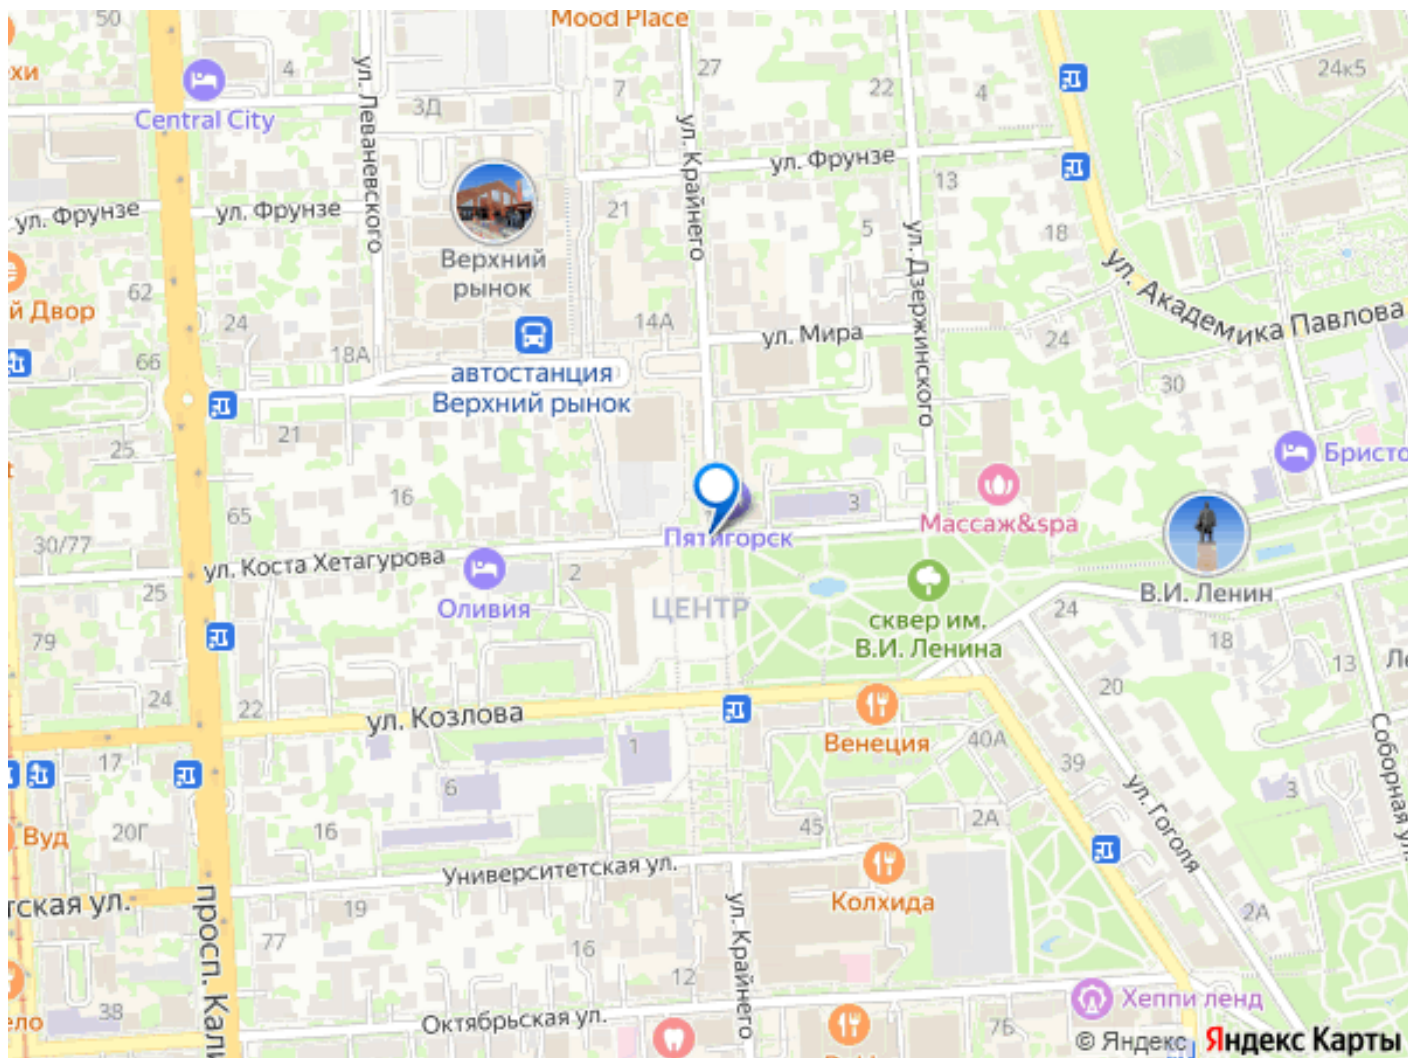 50
Mood Place
ехи
4
27
24к5
7
22
4
3Д
Central City
ул. Леваневского
ул. Крайнего
ул. Фрунзе
13
ул. Фрунзе
ул. Фрунзе
21
5
18
ул. Дзержинского
Верхний
рынок
ул. Академика Павлова
62
й Двор
24
14А
ул. Мира
24
66
18А
30
автостанция
Верхний рынок
21
25
Бристо
16
3
65
Массаж&spa
30/77
Пятигорск
ул. Коста Хетагурова
2
25
Оливия
ЦЕНТР
В.И. Ленин
24
сквер им.
В.И. Ленина
79
18
13
Ле
24
22
20
ул. Козлова
Венеция
40А
1
17
39
6
3
Соборная ул.
ул. Гоголя
Вуд
20Г
16
45
2А
Университетская ул.
Колхида
тская ул.
19
2А
просп. Кали
77
16
12
ул. Крайнего
Хеппи ленд
38
ело
Октябрьская ул.
76
© Яндекс Яндекс Карты